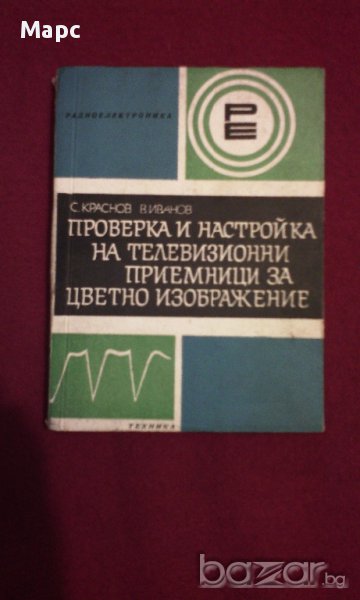 Марс
РАДИОЕЛЕКТРОНИКА
РЕ
С. КРАСНОВ В. ИВАНОВ
ПРОВЕРКА И НАСТРОЙКА
НА ТЕЛЕВИЗИОННИ
ПРИЕМНИЦИ ЗА
ЦВЕТНО ИЗОБРАЖЕНИЕ
ТЕХНИКА
bazar.bg